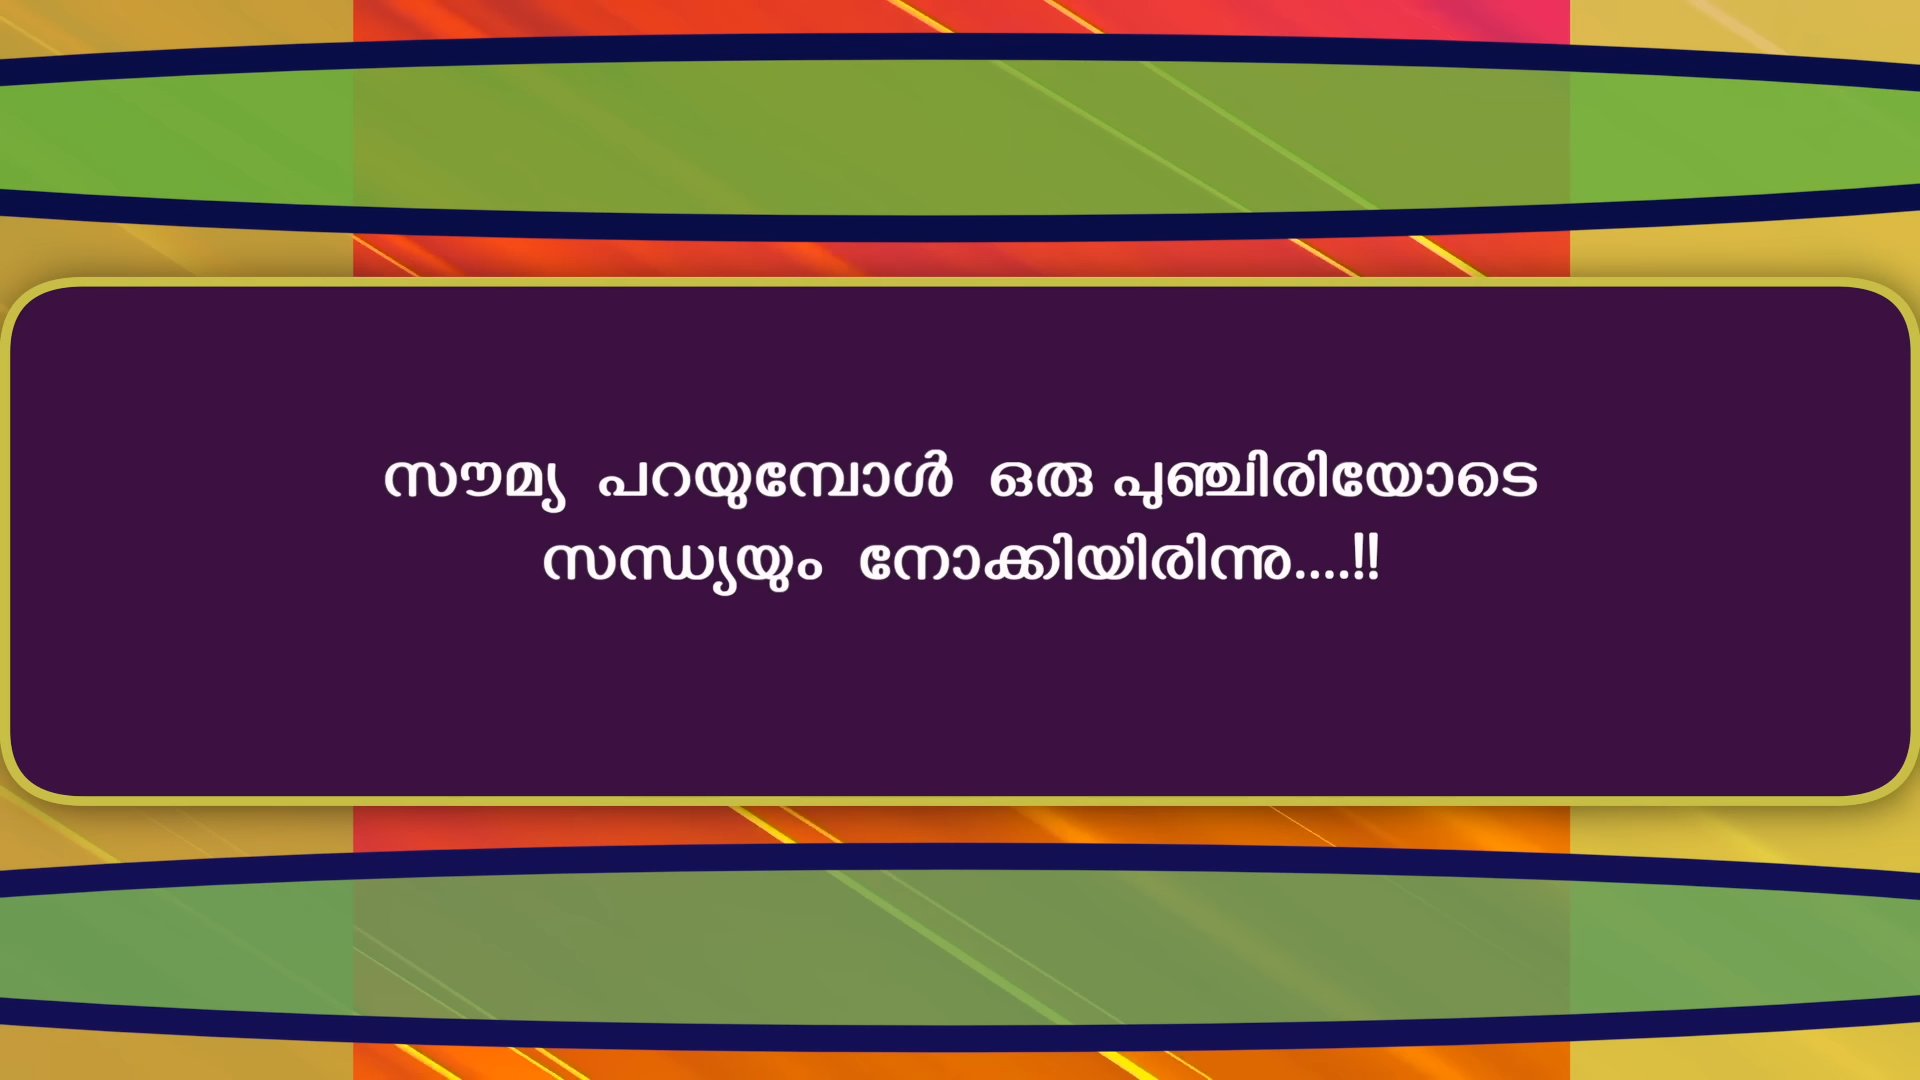 സൗമ്യ പറയുമ്പോൾ ഒരു പുഞ്ചിരിയോടെ
സന്ധ്യയും നോക്കിയിരിന്നു....!!